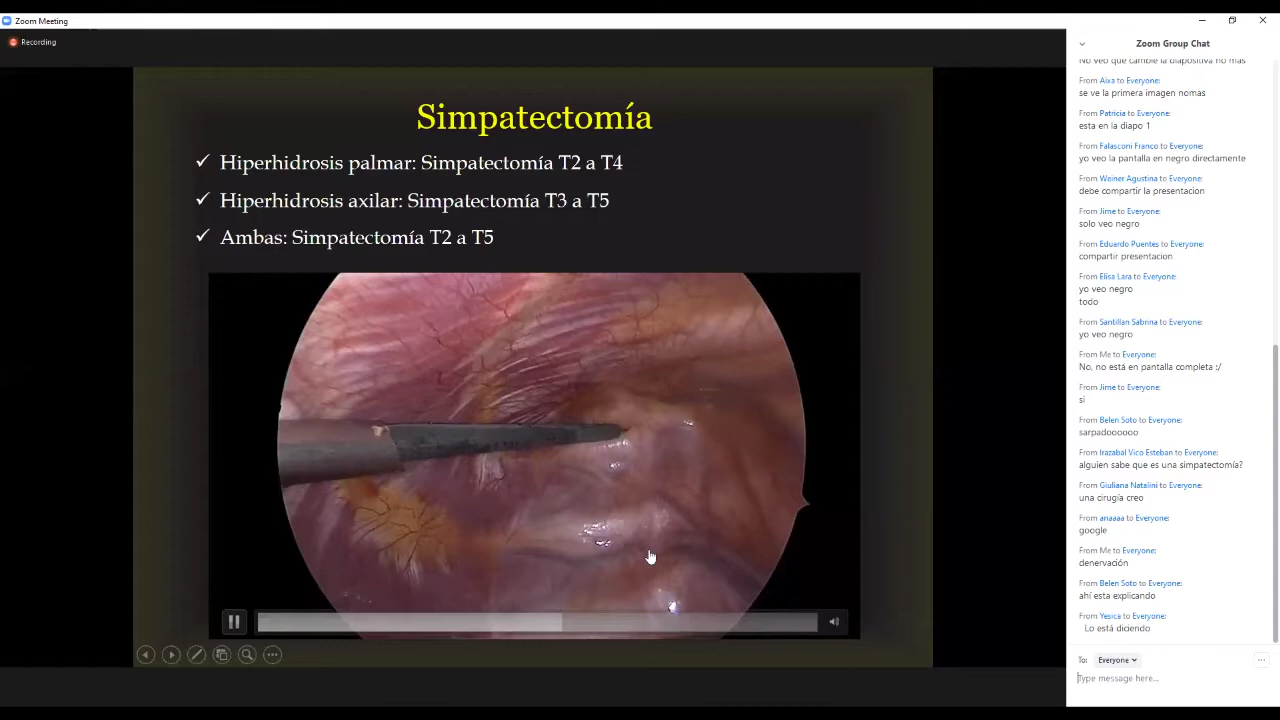 Zoom Meeting
Recording
Simpatectomía
Hiperhidrosis palmar: Simpatectomía T2 a T4
Hiperhidrosis axilar: Simpatectomía T3 a T5
Ambas: Simpatectomía T2 a T5
Zoom Group Chat
No veo que cambie la diapositiva no mas
From Aixa to Everyone:
se ve la primera imagen nomas
From Patricia to Everyone:
esta en la diapo 1
From Falasconi Franco to Everyone:
yo veo la pantalla en negro directamente
From Weiner Agustina to Everyone:
debe compartir la presentacion
From Jime to Everyone:
solo veo negro
From Eduardo Puentes to Everyone:
compartir presentacion
From Elisa Lara to Everyone:
yo veo negro
todo
From Santillan Sabrina to Everyone:
yo veo negro
From Me to Everyone:
No, no está en pantalla completa :/
From Jime to Everyone:
si
From Belen Soto to Everyone:
sarpadoooooo
From Irazabal Vico Esteban to Everyone:
alguien sabe que es una simpatectomía?
From Giuliana Natalini to Everyone:
una cirugía creo
From anaaaa to Everyone:
google
From Me to Everyone:
denervación
From Belen Soto to Everyone:
ahí esta explicando
From Yesica to Everyone:
Lo está diciendo
To: Everyone
Type message here...